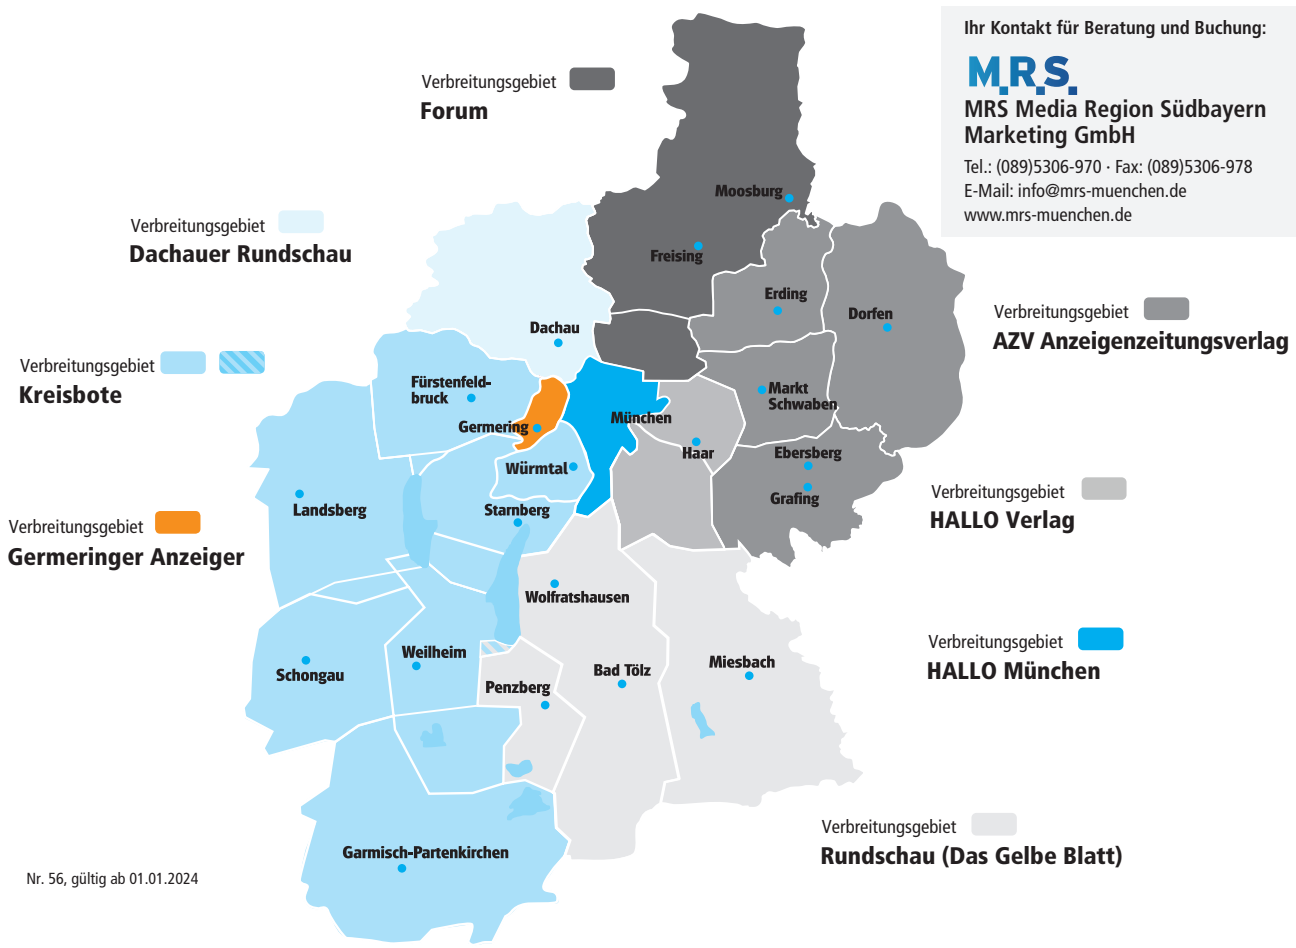 Ihr Kontakt für Beratung und Buchung:
M.R.S.
MRS Media Region Südbayern
Marketing GmbH
Tel.: (089)5306-970 · Fax: (089)5306-978
E-Mail: info@mrs-muenchen.de
www.mrs-muenchen.de
Verbreitungsgebiet
Forum
Verbreitungsgebiet
Dachauer Rundschau
Verbreitungsgebiet
Kreisbote
Verbreitungsgebiet
Germeringer Anzeiger
Verbreitungsgebiet
AZV Anzeigenzeitungsverlag
Verbreitungsgebiet
HALLO Verlag
Verbreitungsgebiet
HALLO München
Verbreitungsgebiet
Rundschau (Das Gelbe Blatt)
Moosburg
Freising
Erding
Dorfen
Dachau
Fürstenfeld-
bruck
Markt
Schwaben
München
Germering
Haar
Ebersberg
Würmtal
Grafing
Landsberg
Starnberg
Wolfratshausen
Weilheim
Schongau
Bad Tölz
Miesbach
Penzberg
Garmisch-Partenkirchen
Nr. 56, gültig ab 01.01.2024